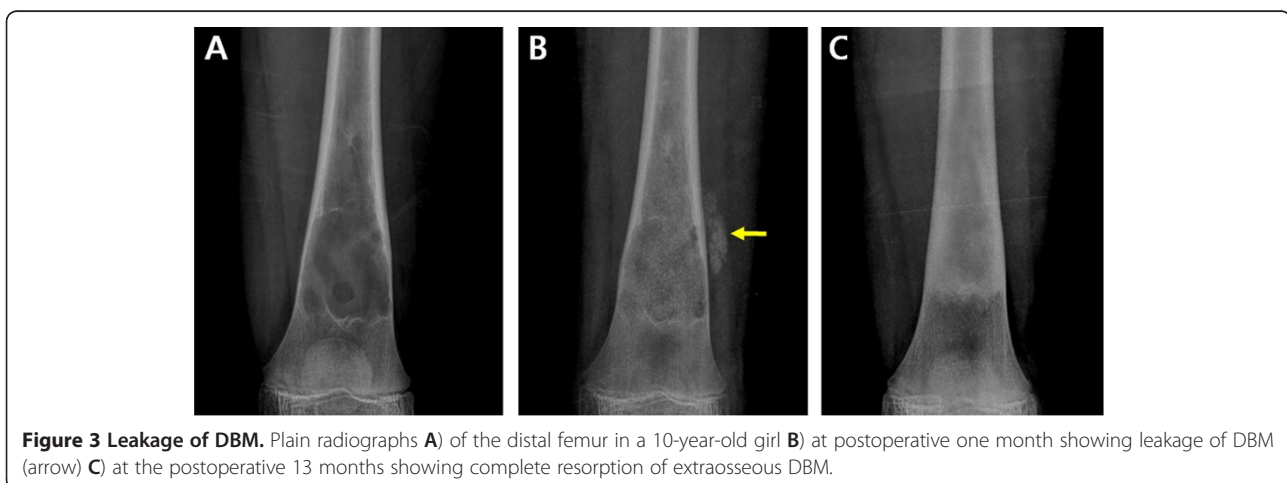 A
B
C
Figure 3 Leakage of DBM. Plain radiographs A) of the distal femur in a 10-year-old girl B) at postoperative one month showing leakage of DBM
(arrow) C) at the postoperative 13 months showing complete resorption of extraosseous DBM.